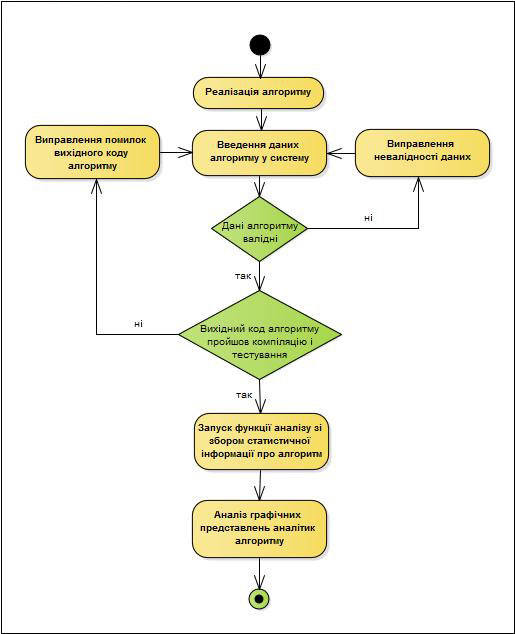 Реалізація алгоритму
Виправлення помилок
вихідного коду
алгоритму
Введення даних
алгоритму у систему
Виправлення
невалідності даних
Дані алгоритму
валідні
ні
так
Вихідний код алгоритму
пройшов компіляцію і
тестування
ні
так
Запуск функції аналізу зі
збором статистичної
інформації про алгоритм
Аналіз графічних
представлень аналітик
алгоритму